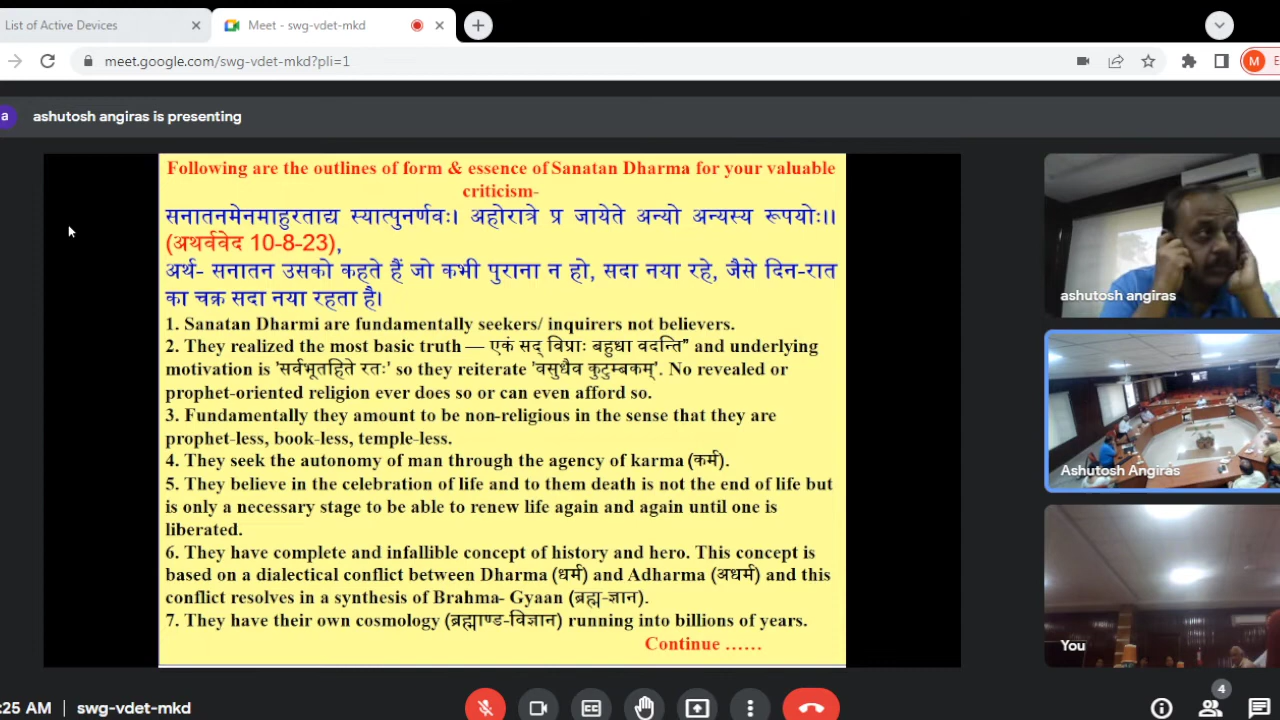 List of Active Devices
Meet - swg-vdet-mkd
meet.google.com/swg-vdet-mkd?pli=1
M
E
a
ashutosh angiras is presenting
Following are the outlines of form & essence of Sanatan Dharma for your valuable
criticism-
सनातनमेनमाहुरताद्य स्यात्पुनर्णवः। अहोरात्रे प्र जायेते अन्यो अन्यस्य रूपयोः।।
(अथर्ववेद 10-8-23),
अर्थ- सनातन उसको कहते हैं जो कभी पुराना न हो, सदा नया रहे, जैसे दिन-रात
का चक्र सदा नया रहता है।
1. Sanatan Dharmi are fundamentally seekers/ inquirers not believers.
2. They realized the most basic truth — एकं सद् विप्राः बहुधा वदन्ति” and underlying
motivation is 'सर्वभूतहिते रतः' so they reiterate 'वसुधैव कुटुम्बकम्'. No revealed or
prophet-oriented religion ever does so or can even afford so.
3. Fundamentally they amount to be non-religious in the sense that they are
prophet-less, book-less, temple-less.
4. They seek the autonomy of man through the agency of karma (कर्म).
5. They believe in the celebration of life and to them death is not the end of life but
is only a necessary stage to be able to renew life again and again until one is
liberated.
6. They have complete and infallible concept of history and hero. This concept is
based on a dialectical conflict between Dharma (धर्म) and Adharma (अधर्म) and this
conflict resolves in a synthesis of Brahma- Gyaan (ब्रह्म-ज्ञान).
7. They have their own cosmology (ब्रह्माण्ड-विज्ञान) running into billions of years.
Continue ……
ashutosh angiras
Ashutosh Angiras
You
:25 AM | swg-vdet-mkd
4